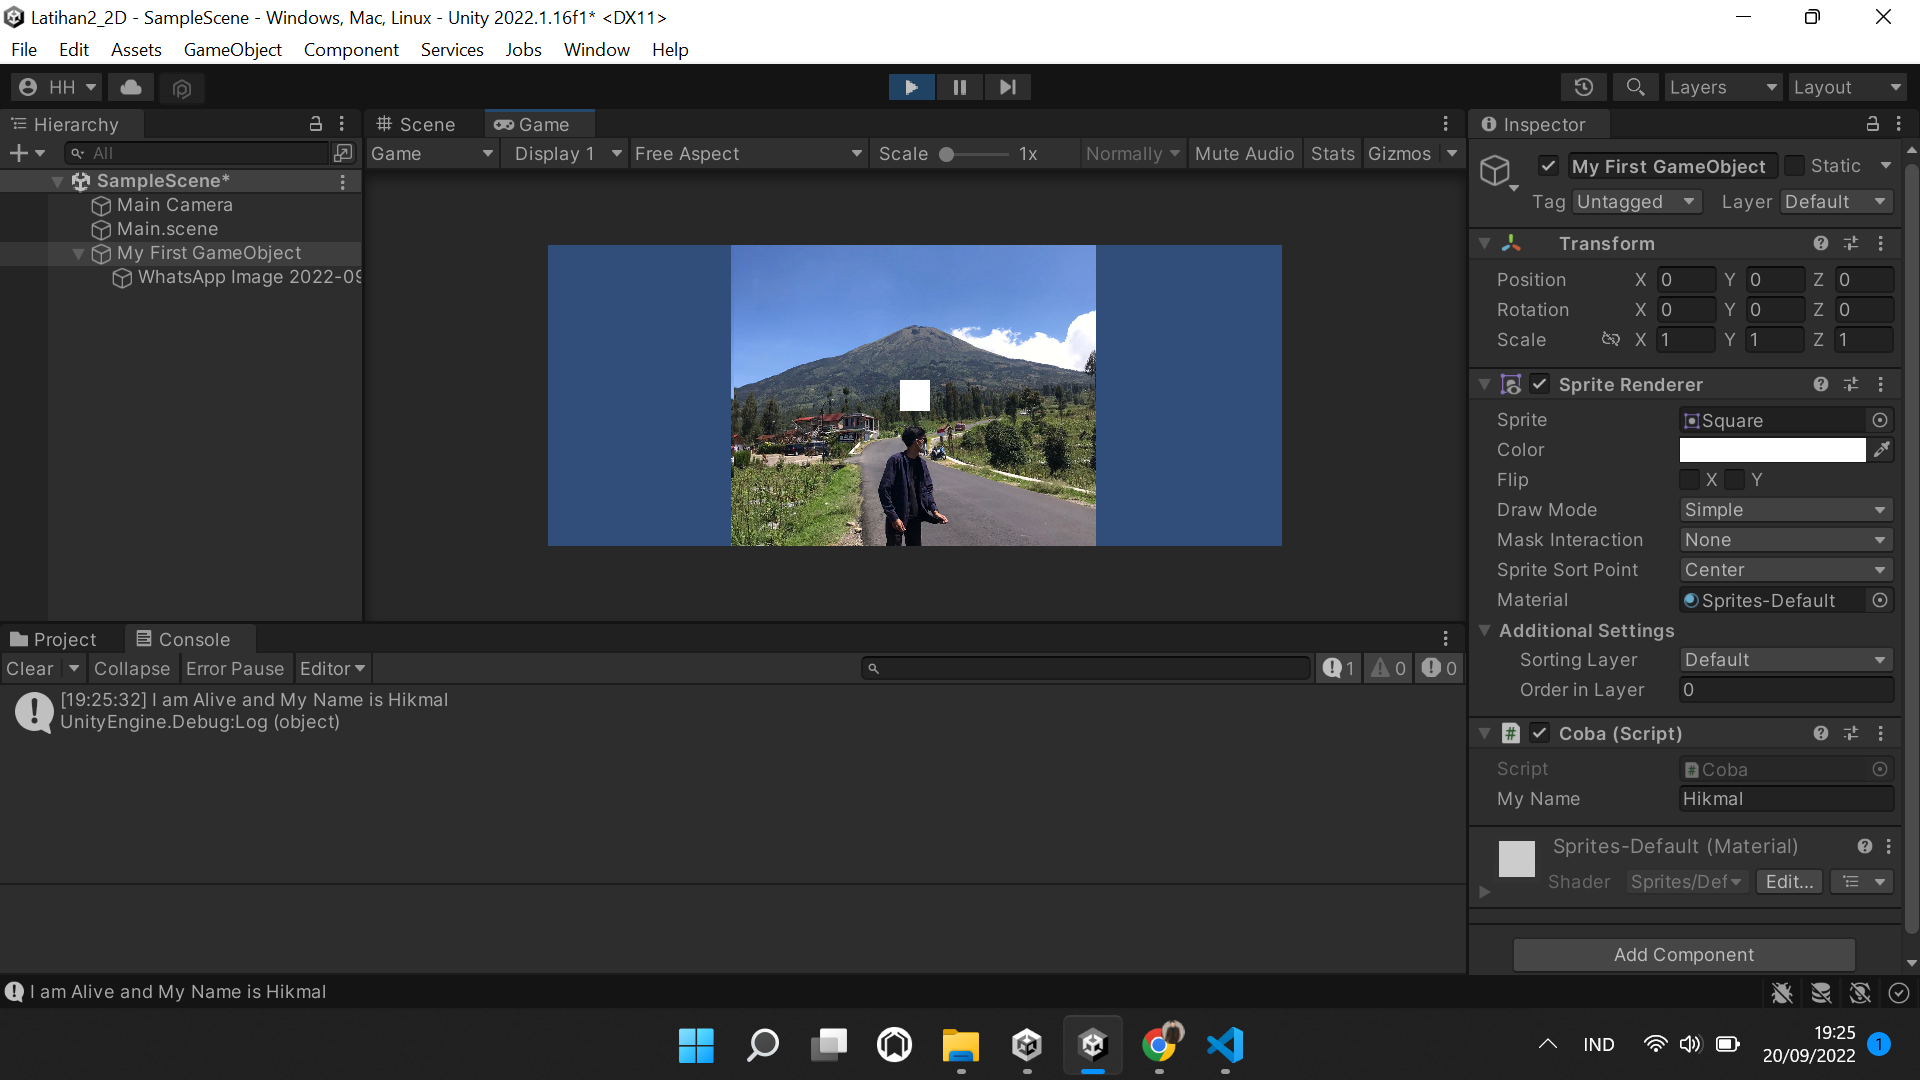 Latihan2_2D - SampleScene - Windows, Mac, Linux - Unity 2022.1.16f1* <DX11>
File Edit Assets GameObject Component Services Jobs Window Help
HH Layers Layout
Hierarchy
All
SampleScene*
Main Camera
Main.scene
My First GameObject
WhatsApp Image 2022-09
Scene Game
Game Display 1 Free Aspect Scale 1x Normally Mute Audio Stats Gizmos
Inspector
My First GameObject Static
Tag Untagged Layer Default
Transform
Position X 0 Y 0 Z 0
Rotation X 0 Y 0 Z 0
Scale X 1 Y 1 Z 1
Sprite Renderer
Sprite Square
Color
Flip X Y
Draw Mode Simple
Mask Interaction None
Sprite Sort Point Center
Material Sprites-Default
Additional Settings
Sorting Layer Default
Order in Layer 0
Coba (Script)
Script Coba
My Name Hikmal
Sprites-Default (Material)
Shader Sprites/Def Edit...
Add Component
Project Console
Clear Collapse Error Pause Editor 1 0 0
[19:25:32] I am Alive and My Name is Hikmal
UnityEngine.Debug:Log (object)
I am Alive and My Name is Hikmal
IND 19:25
20/09/2022 1